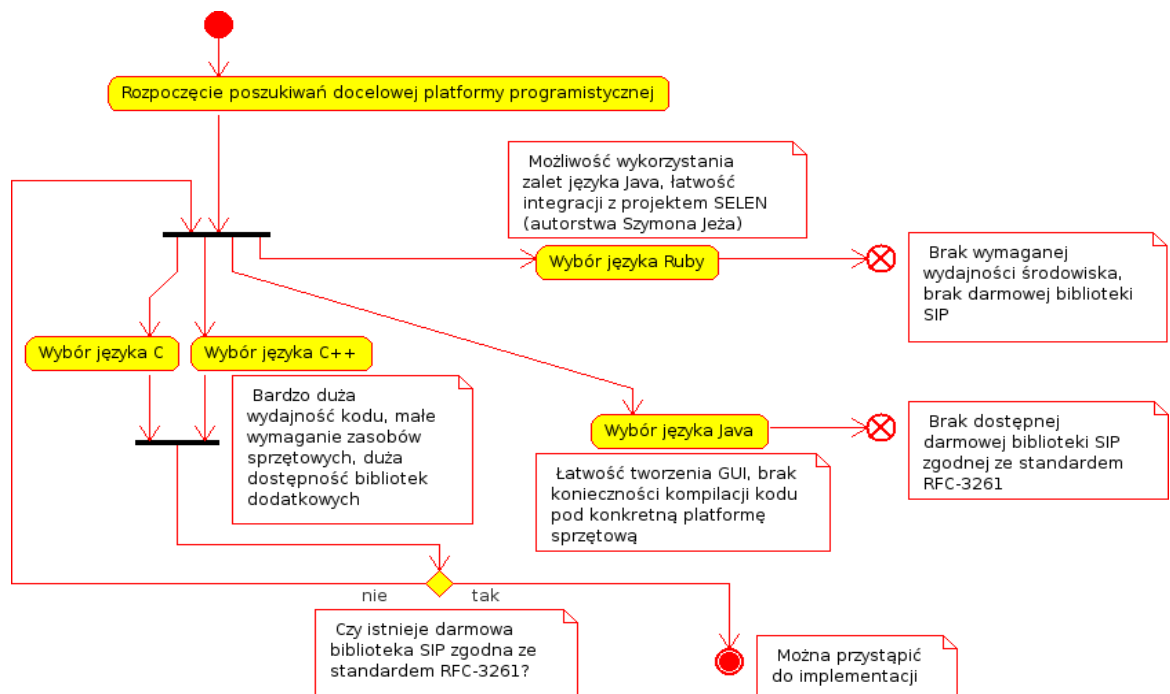 Rozpoczęcie poszukiwań docelowej platformy programistycznej
Możliwość wykorzystania
zalet języka Java, łatwość
integracji z projektem SELEN
(autorstwa Szymona Jeża)
Wybór języka Ruby
Brak wymaganej
wydajności środowiska,
brak darmowej biblioteki
SIP
Wybór języka C
Wybór języka C++
Bardzo duża
wydajność kodu, małe
wymaganie zasobów
sprzętowych, duża
dostępność bibliotek
dodatkowych
Wybór języka Java
Brak dostępnej
darmowej biblioteki SIP
zgodnej ze standardem
RFC-3261
Łatwość tworzenia GUI, brak
konieczności kompilacji kodu
pod konkretną platformę
sprzętową
nie
tak
Czy istnieje darmowa
biblioteka SIP zgodna ze
standardem RFC-3261?
Można przystąpić
do implementacji